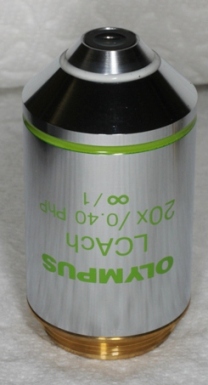 OLYMPUS
LCAch
20x/0.40 PhP
∞/1